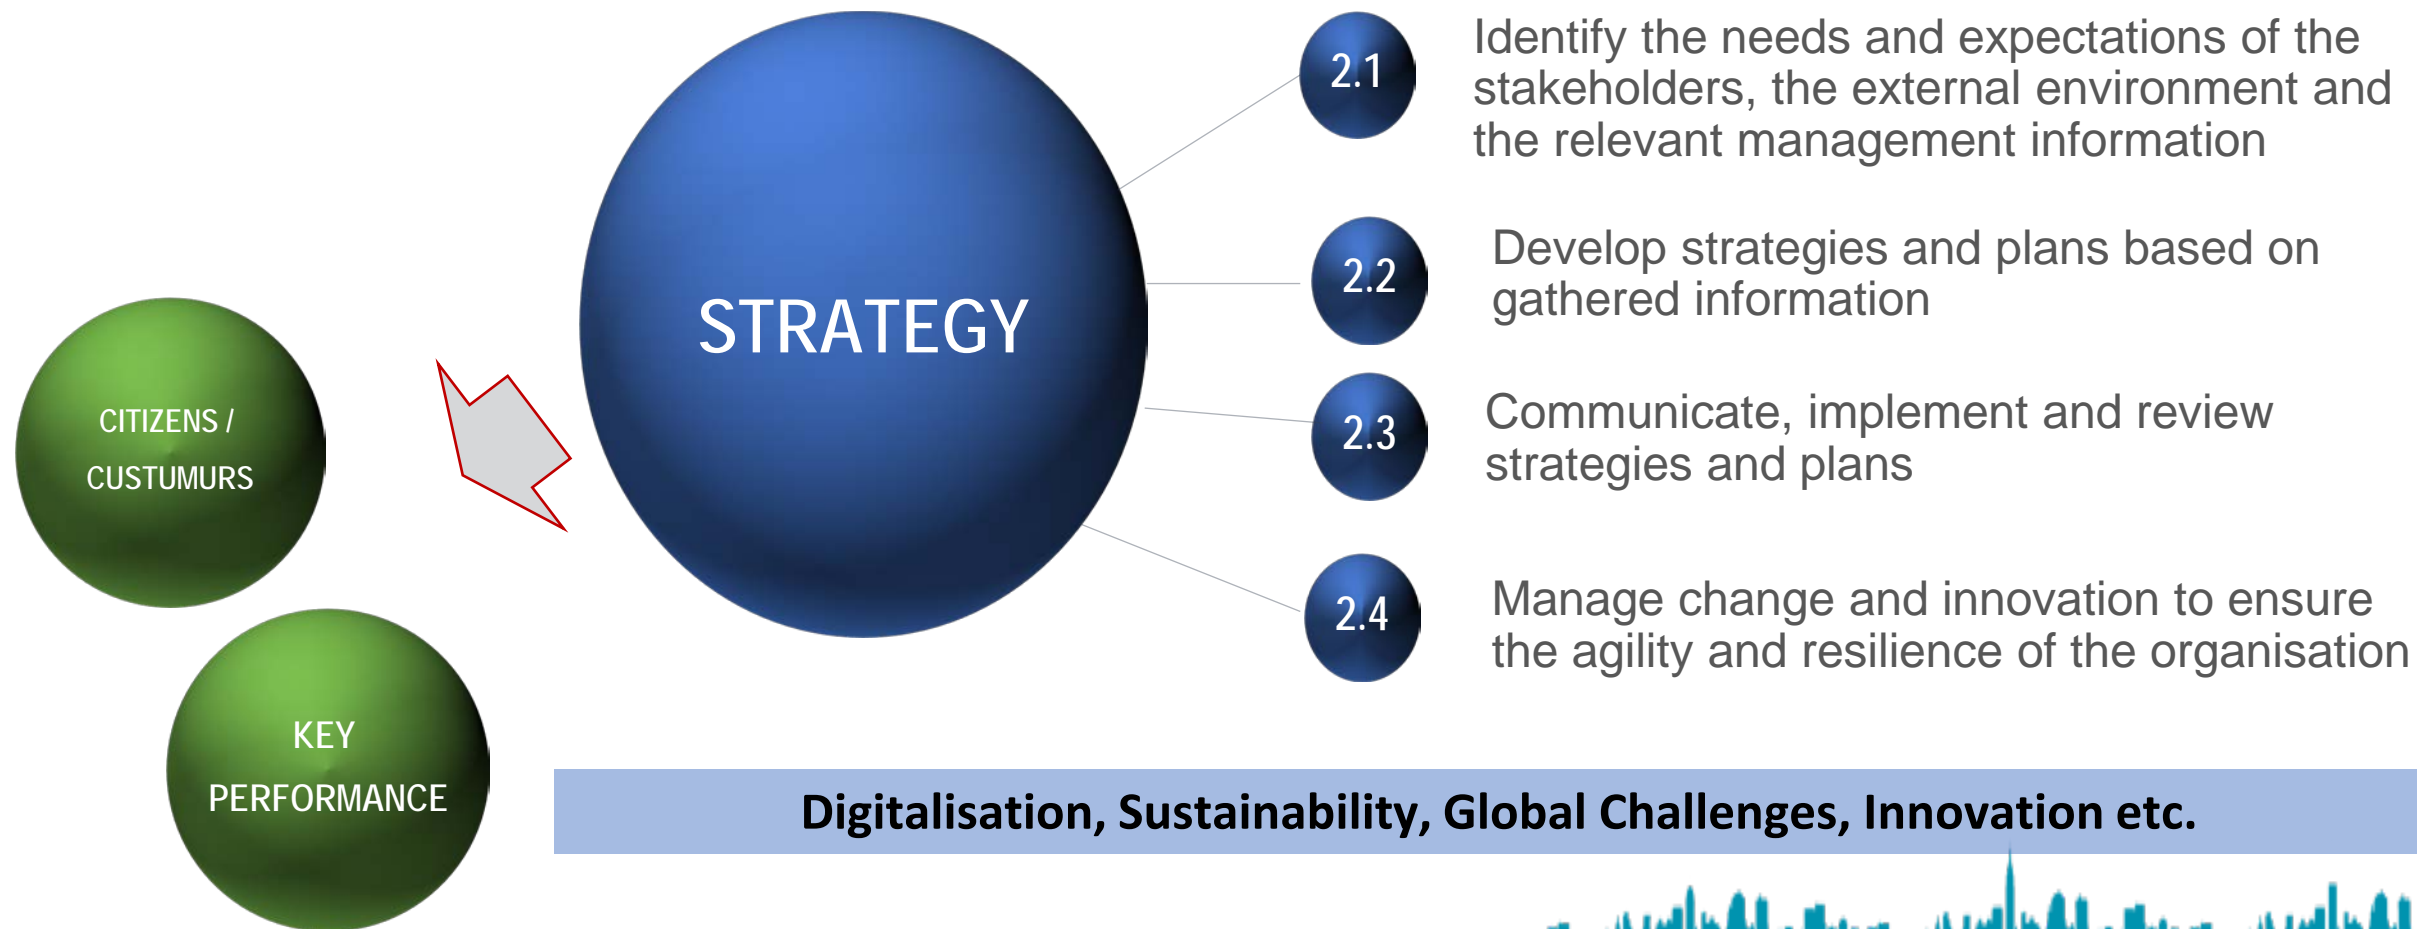 STRATEGY
2.1
Identify the needs and expectations of the
stakeholders, the external environment and
the relevant management information
2.2
Develop strategies and plans based on
gathered information
2.3
Communicate, implement and review
strategies and plans
2.4
Manage change and innovation to ensure
the agility and resilience of the organisation
CITIZENS /
CUSTUMURS
KEY
PERFORMANCE
Digitalisation, Sustainability, Global Challenges, Innovation etc.